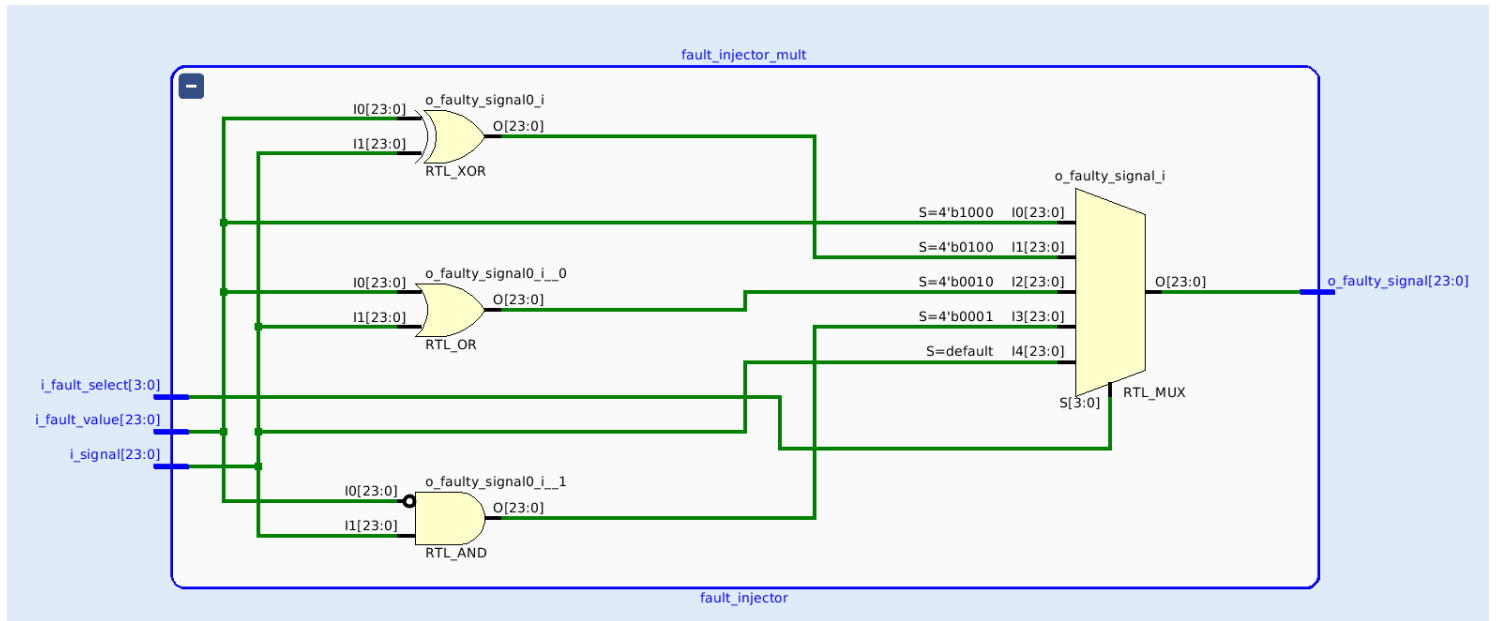 fault_injector_mult
−
o_faulty_signal0_i
I0[23:0]
O[23:0]
I1[23:0]
RTL_XOR
o_faulty_signal_i
S=4'b1000 I0[23:0]
S=4'b0100 I1[23:0]
o_faulty_signal0_i__0
I0[23:0]
O[23:0]
I1[23:0]
RTL_OR
S=4'b0010 I2[23:0]
O[23:0]
o_faulty_signal[23:0]
S=4'b0001 I3[23:0]
S=default I4[23:0]
RTL_MUX
S[3:0]
i_fault_select[3:0]
i_fault_value[23:0]
i_signal[23:0]
o_faulty_signal0_i__1
I0[23:0]
O[23:0]
I1[23:0]
RTL_AND
fault_injector